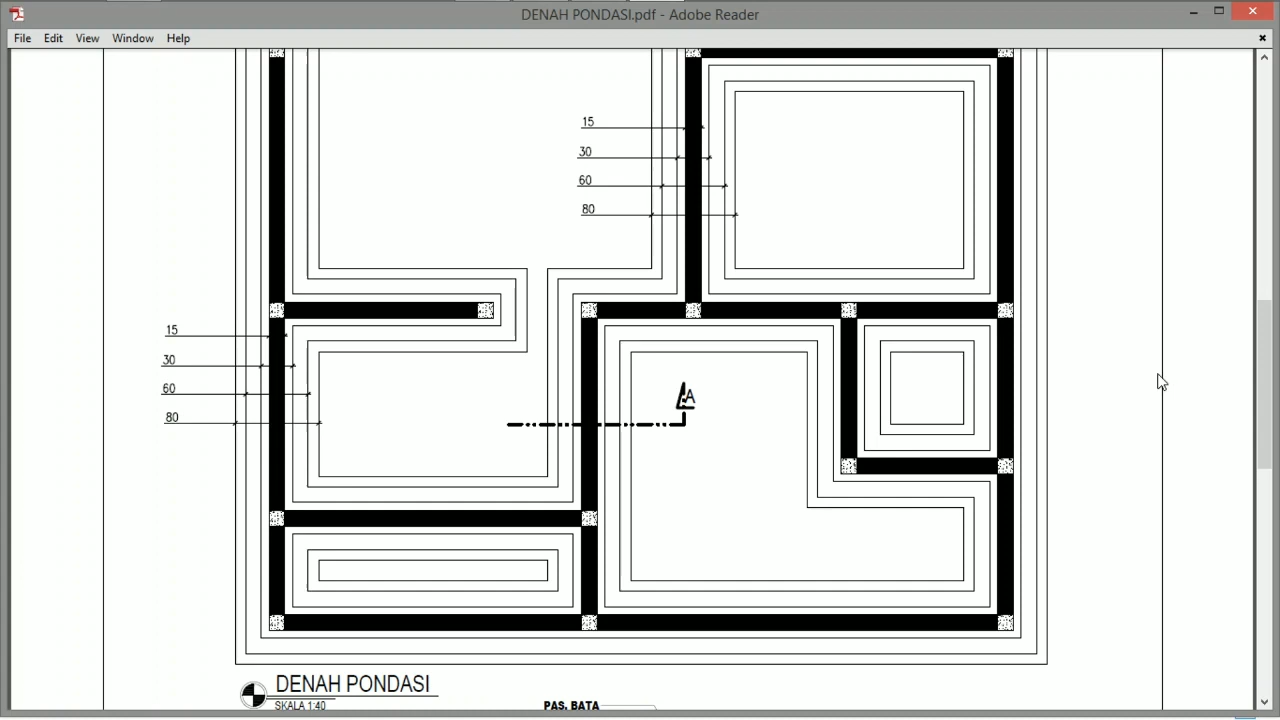 DENAH PONDASI.pdf - Adobe Reader
File Edit View Window Help
15
30
60
80
15
30
60
80
A
DENAH PONDASI
SKALA 1:40
PAS. BATA